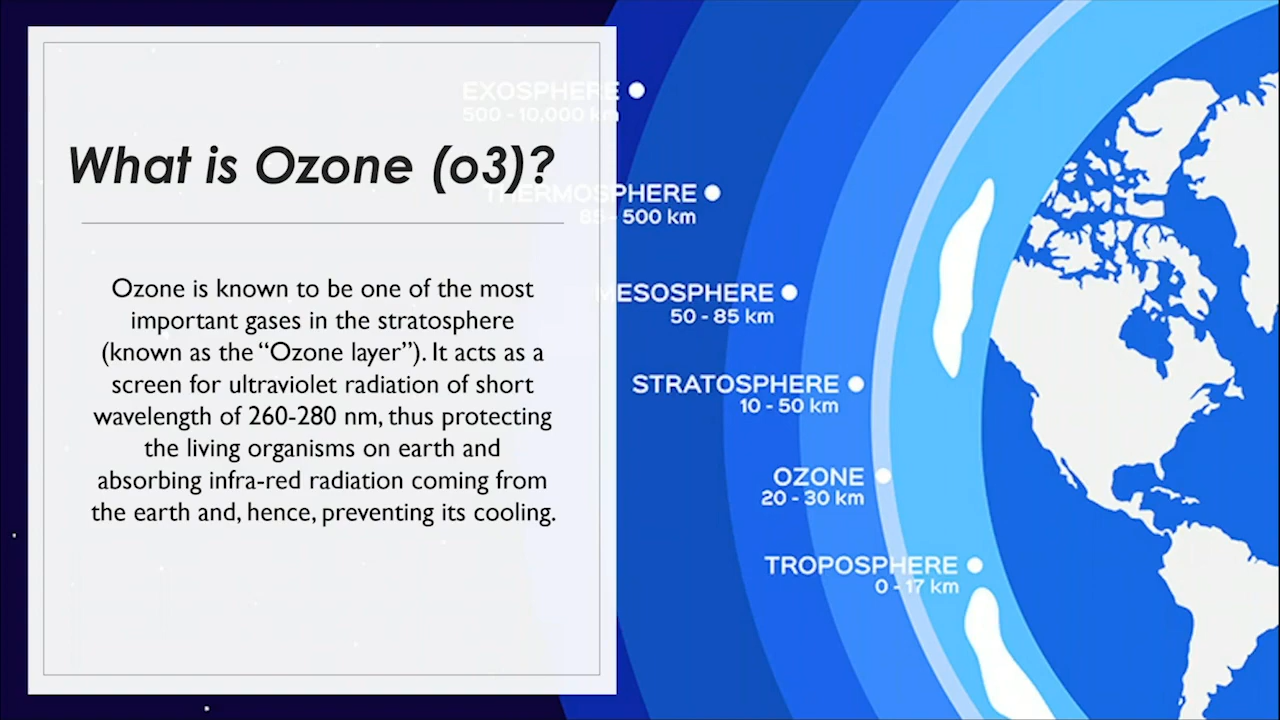 What is Ozone (o3)?
Ozone is known to be one of the most
important gases in the stratosphere
(known as the “Ozone layer”). It acts as a
screen for ultraviolet radiation of short
wavelength of 260-280 nm, thus protecting
the living organisms on earth and
absorbing infra-red radiation coming from
the earth and, hence, preventing its cooling.
EXOSPHERE
500 - 10,000 km
THERMOSPHERE
85 - 500 km
MESOSPHERE
50 - 85 km
STRATOSPHERE
10 - 50 km
OZONE
20 - 30 km
TROPOSPHERE
0 - 17 km